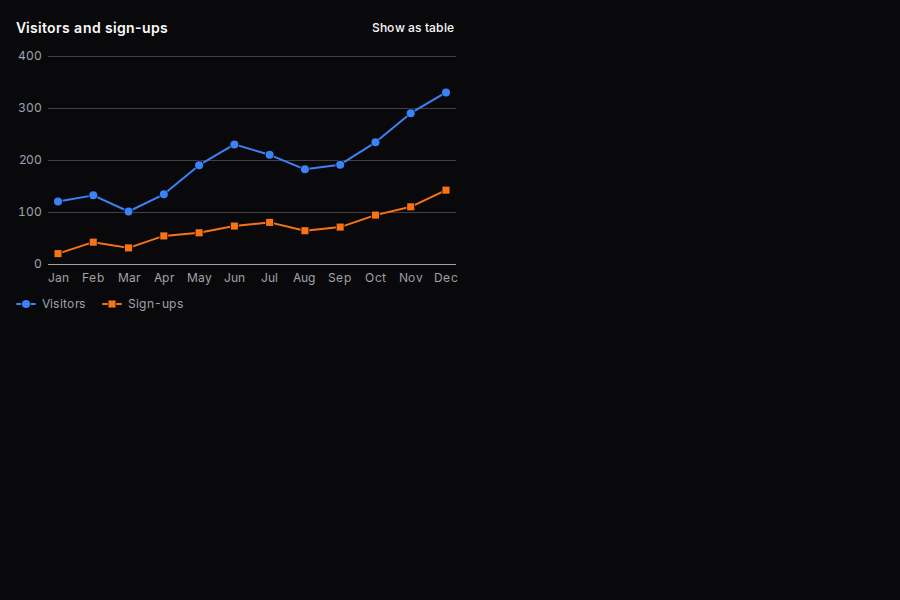 Visitors and sign-ups
Show as table
400
300
200
100
0
Jan Feb Mar Apr May Jun Jul Aug Sep Oct Nov Dec
Visitors Sign-ups